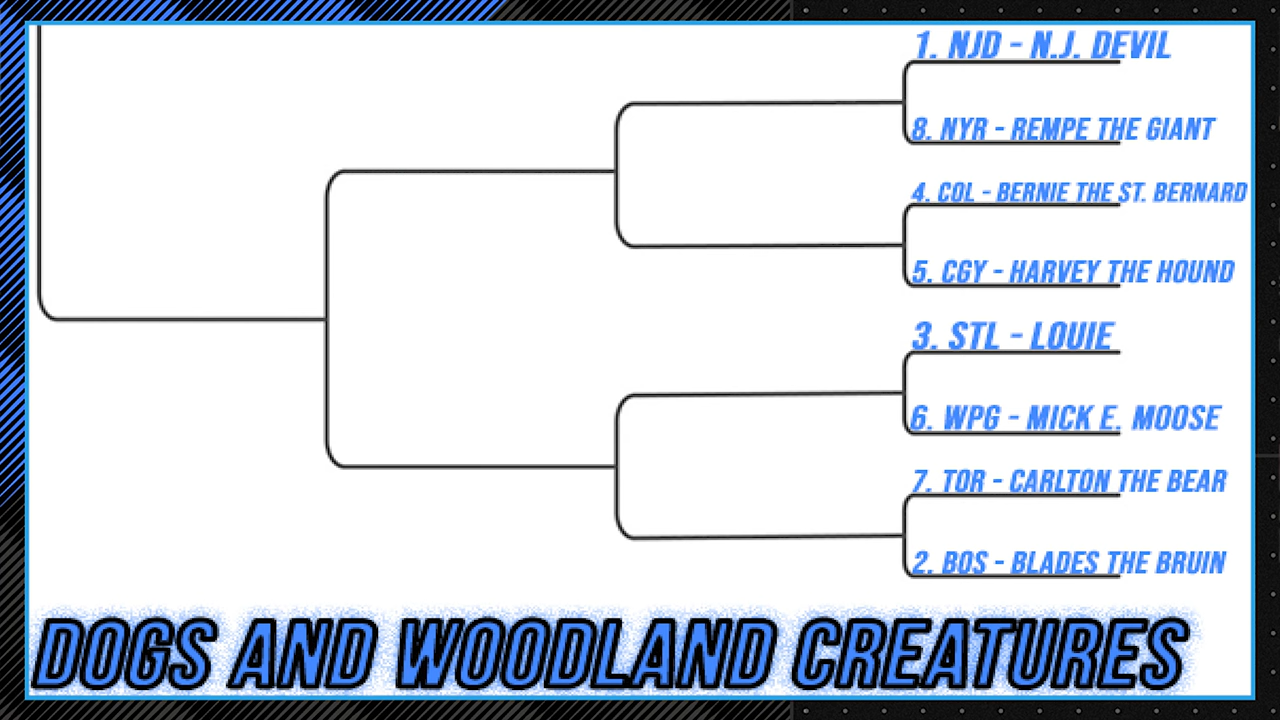 1. NJD - N.J. DEVIL
8. NYR - REMPE THE GIANT
4. COL - BERNIE THE ST. BERNARD
5. CGY - HARVEY THE HOUND
3. STL - LOUIE
6. WPG - MICK E. MOOSE
7. TOR - CARLTON THE BEAR
2. BOS - BLADES THE BRUIN
DOGS AND WOODLAND CREATURES